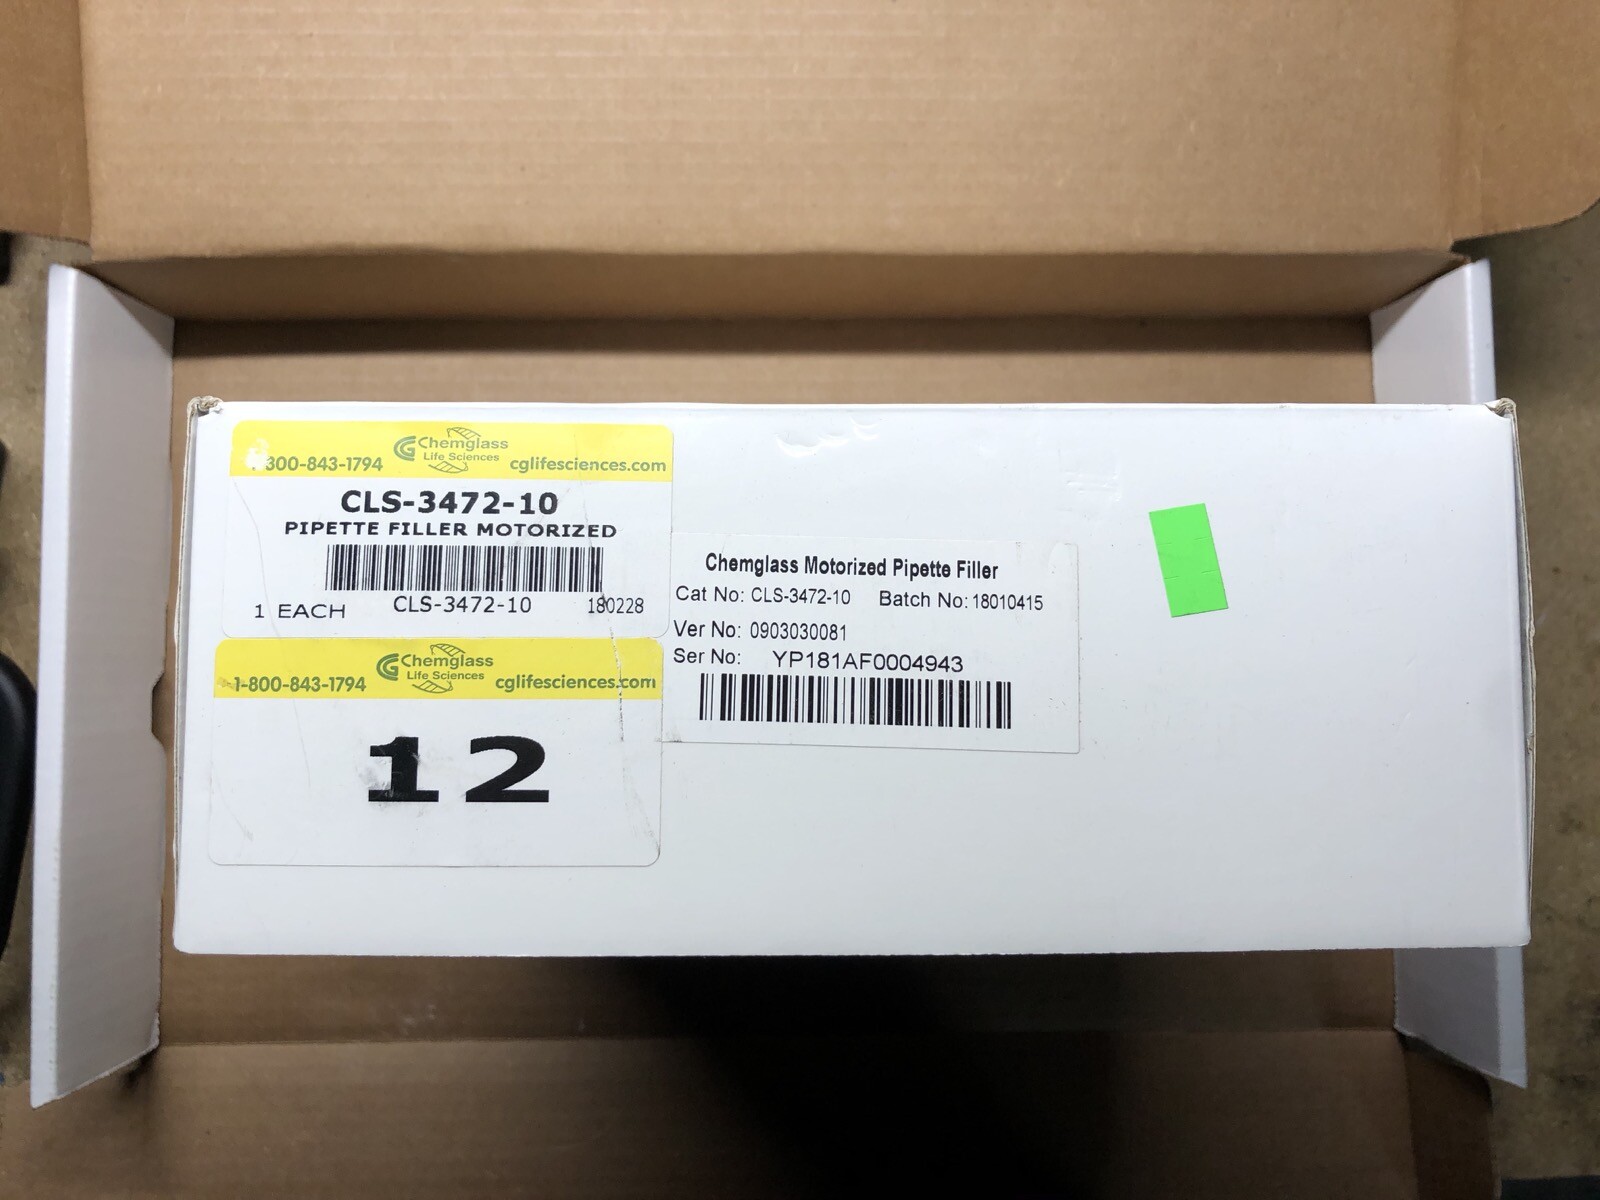 Chemglass
Life Sciences
1-800-843-1794
cglifesciences.com
CLS-3472-10
PIPETTE FILLER MOTORIZED
1 EACH CLS-3472-10 180228
Chemglass
Life Sciences
1-800-843-1794
cglifesciences.com
12
Chemglass Motorized Pipette Filler
Cat No: CLS-3472-10 Batch No: 18010415
Ver No: 0903030081
Ser No: YP181AF0004943